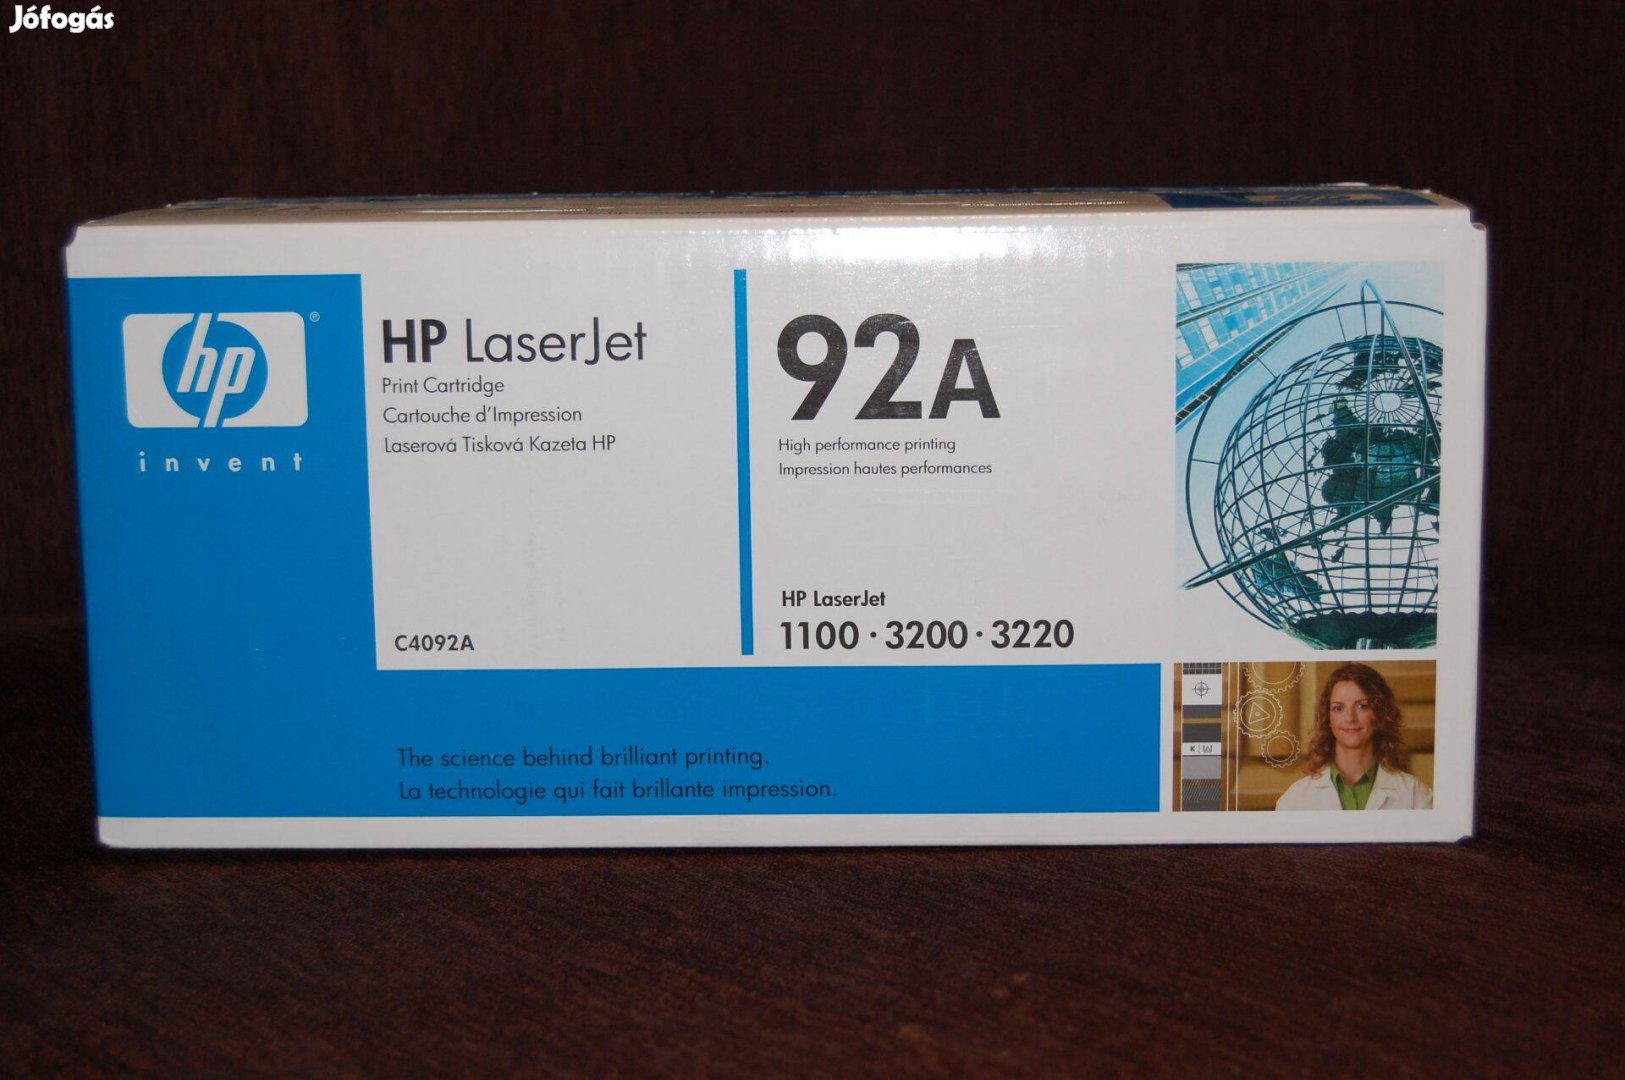 Jófogás
hp®
invent
HP LaserJet
Print Cartridge
Cartouche d'Impression
Laserová Tisková Kazeta HP
C4092A
92A
High performance printing
Impression hautes performances
HP LaserJet
1100 · 3200 · 3220
The science behind brilliant printing.
La technologie qui fait brillante impression.